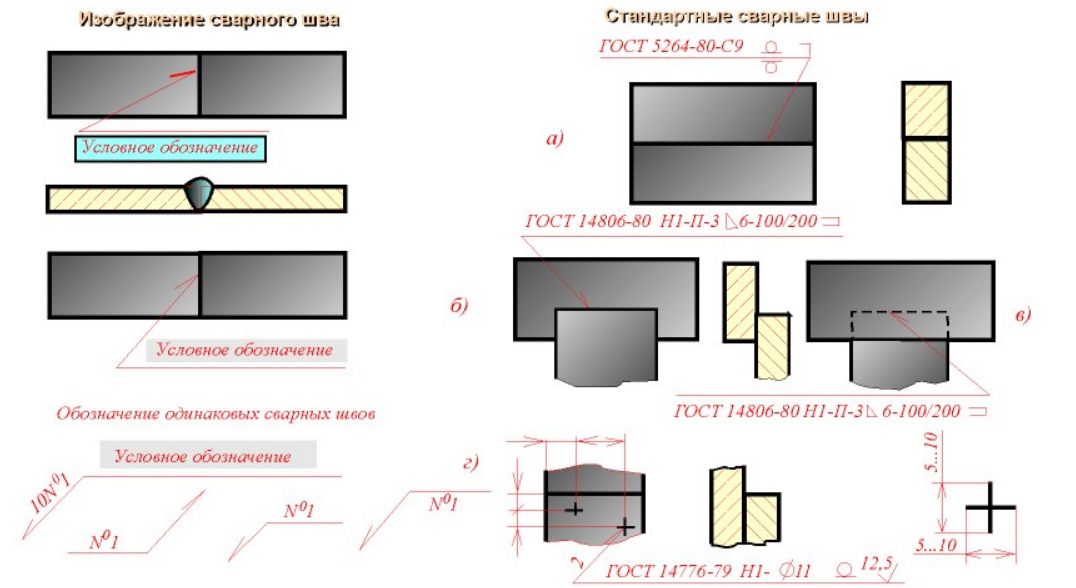 Изображение сварного шва
Условное обозначение
Условное обозначение
Обозначение одинаковых сварных швов
Условное обозначение
10N⁰1
N⁰1
N⁰1
N⁰1
Стандартные сварные швы
ГОСТ 5264-80-С9
а)
ГОСТ 14806-80 Н1-П-3 6-100/200
б)
в)
ГОСТ 14806-80 Н1-П-3 6-100/200
г)
2
5...10
5...10
ГОСТ 14776-79 Н1- ∅11 12,5